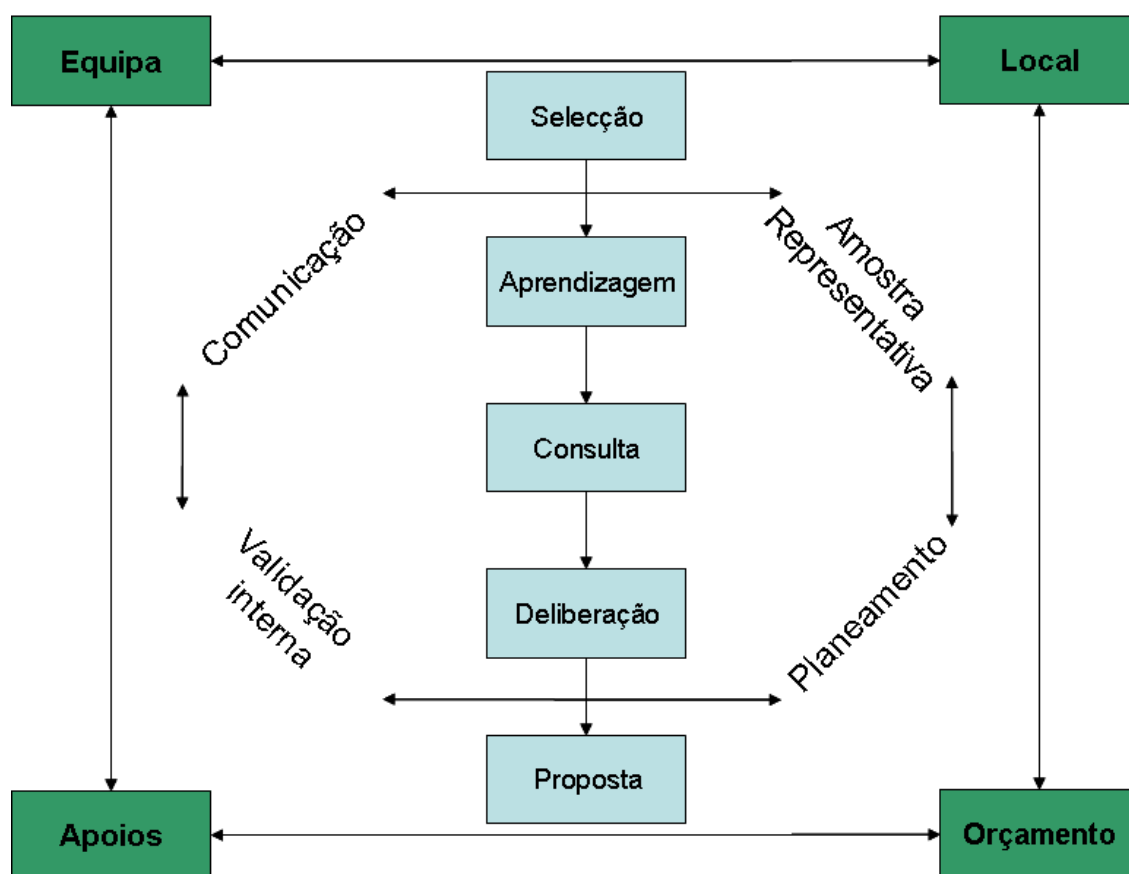 Equipa
Local
Selecção
Comunicação
Amostra
Representativa
Aprendizagem
Consulta
Validação
interna
Deliberação
Planeamento
Proposta
Apoios
Orçamento